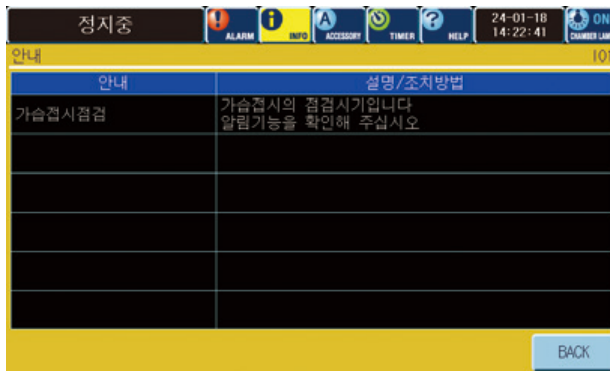 정지중
ALARM
INFO
ACCESSORY
TIMER
HELP
24-01-18
14:22:41
ON
CHAMBER LAM
안내
안내 설명/조치방법
가습접시점검
가습접시의 점검시기입니다
알림기능을 확인해 주십시오
BACK